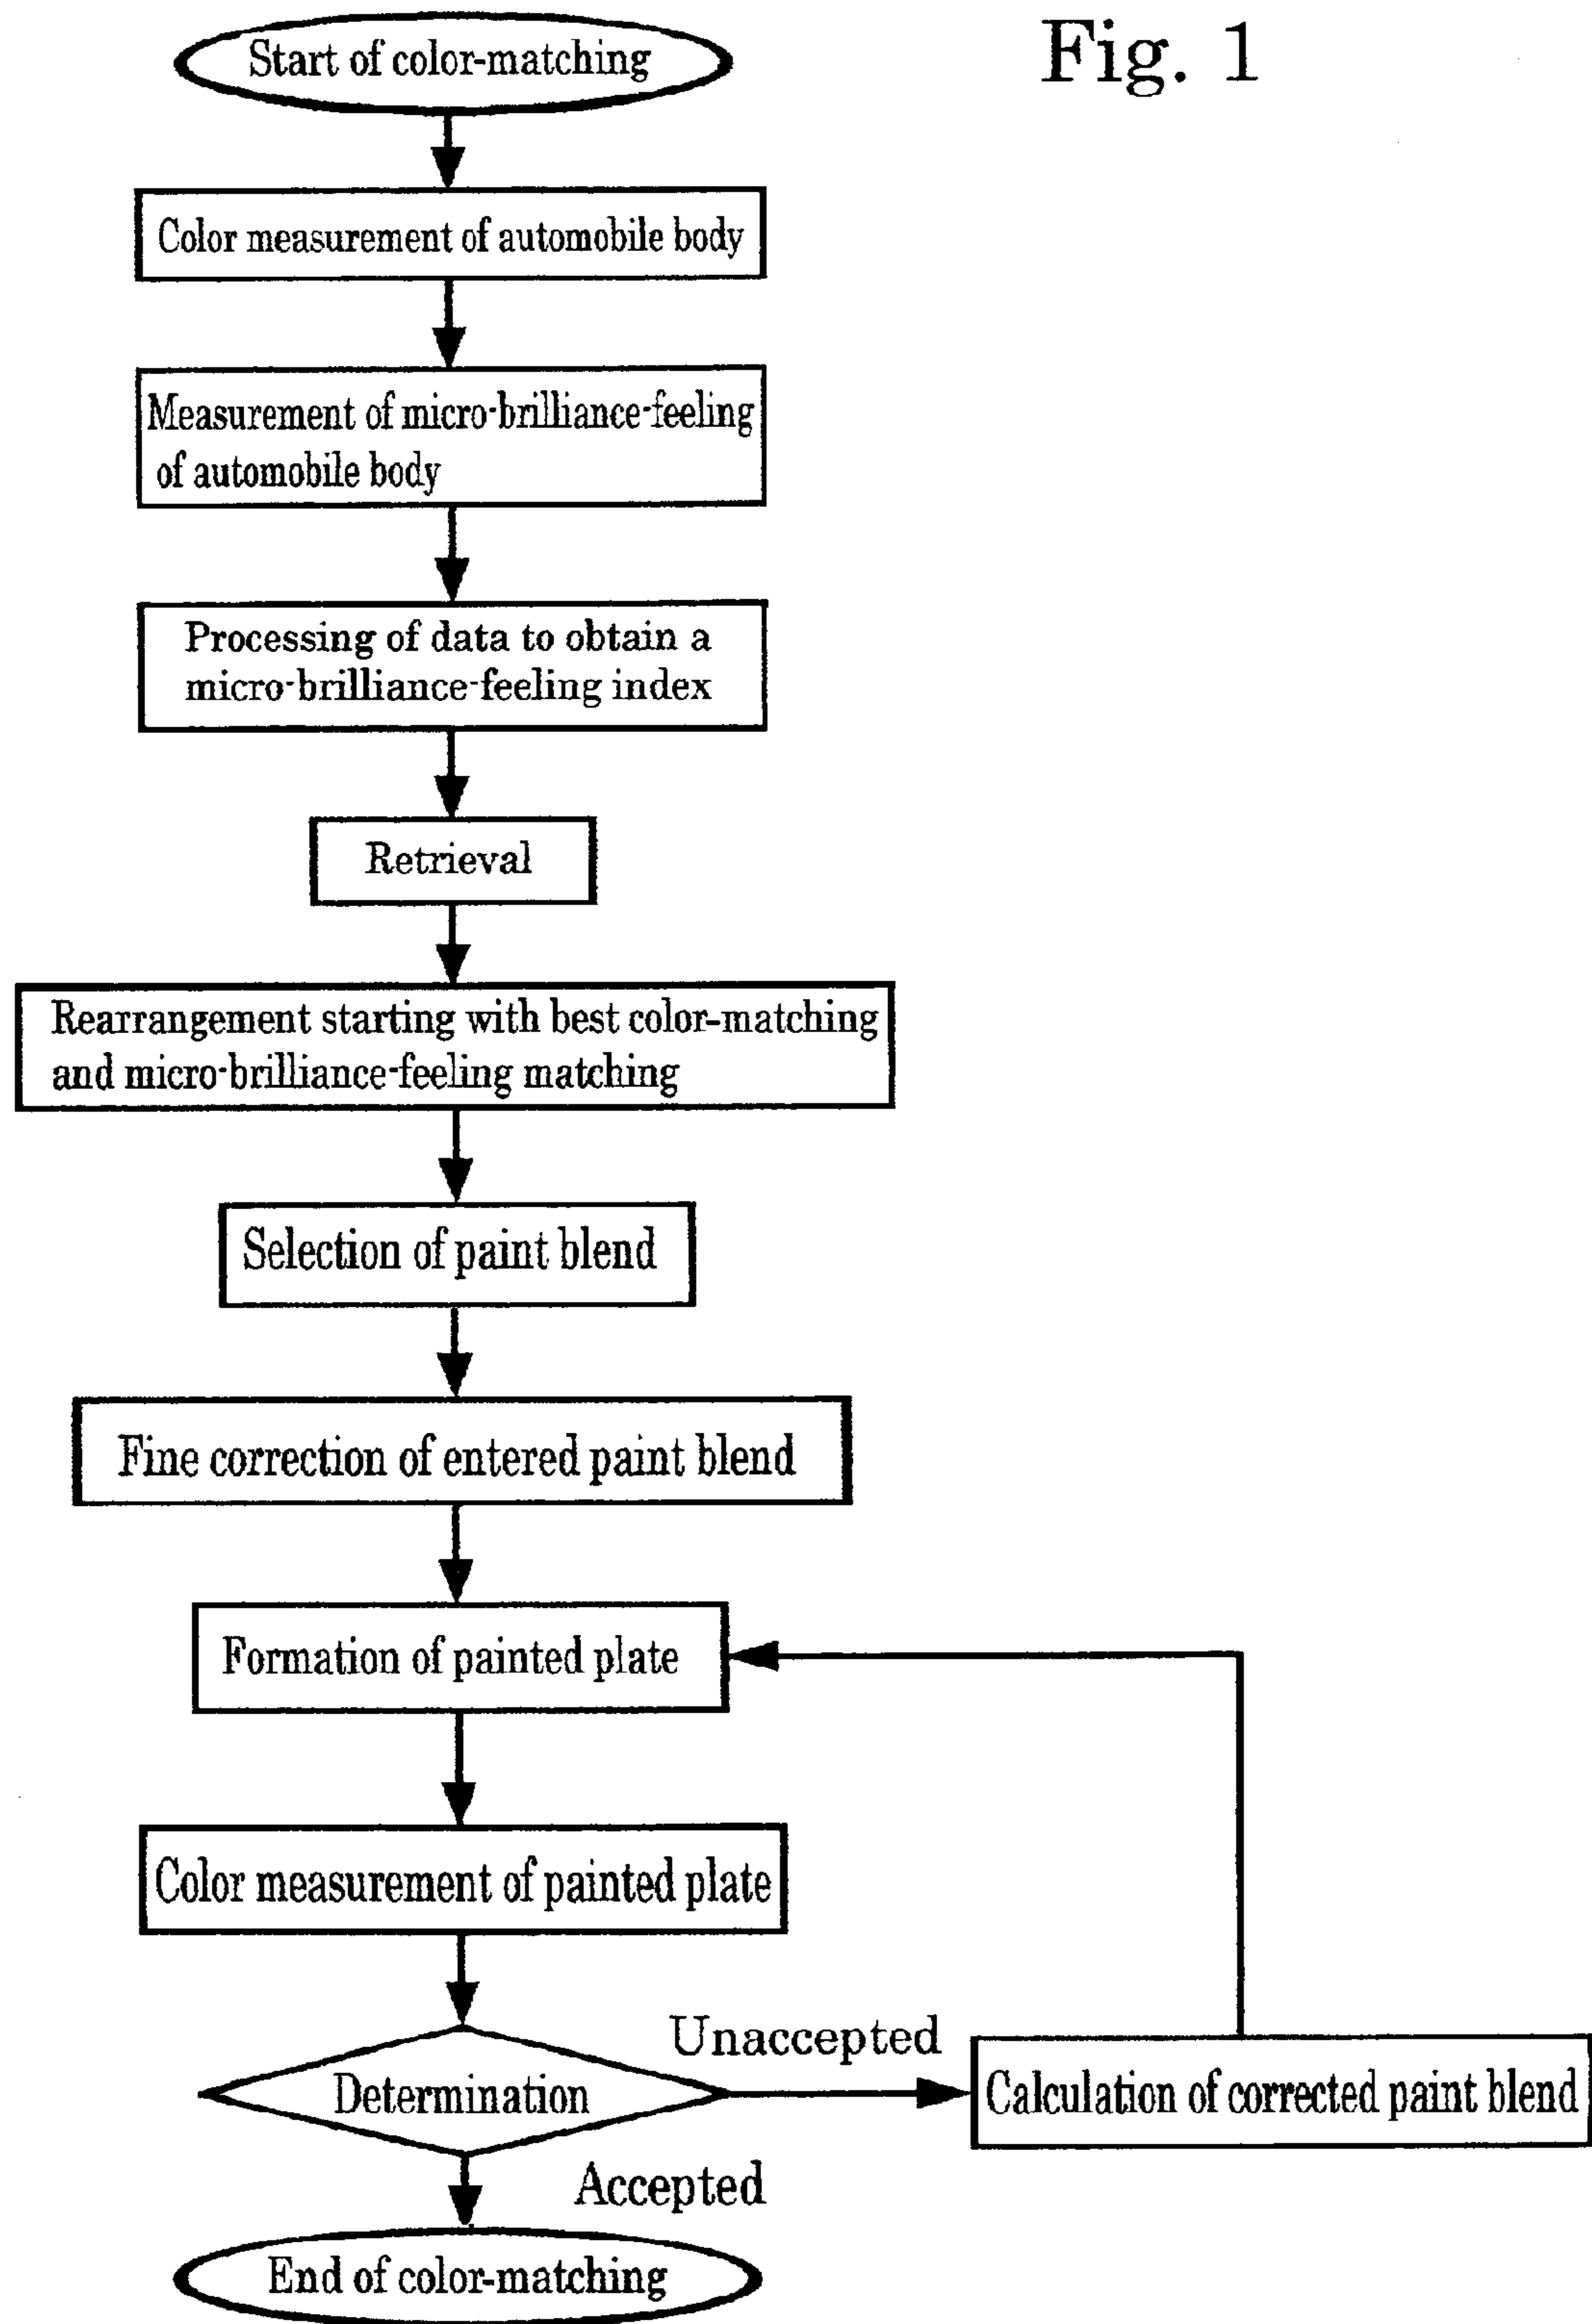 Fig. 1
Start of color-matching
Color measurement of automobile body
Measurement of micro-brilliance-feeling
of automobile body
Processing of data to obtain a
micro-brilliance-feeling index
Retrieval
Rearrangement starting with best color-matching
and micro-brilliance-feeling matching
Selection of paint blend
Fine correction of entered paint blend
Formation of painted plate
Color measurement of painted plate
Determination
Unaccepted
Calculation of corrected paint blend
Accepted
End of color-matching